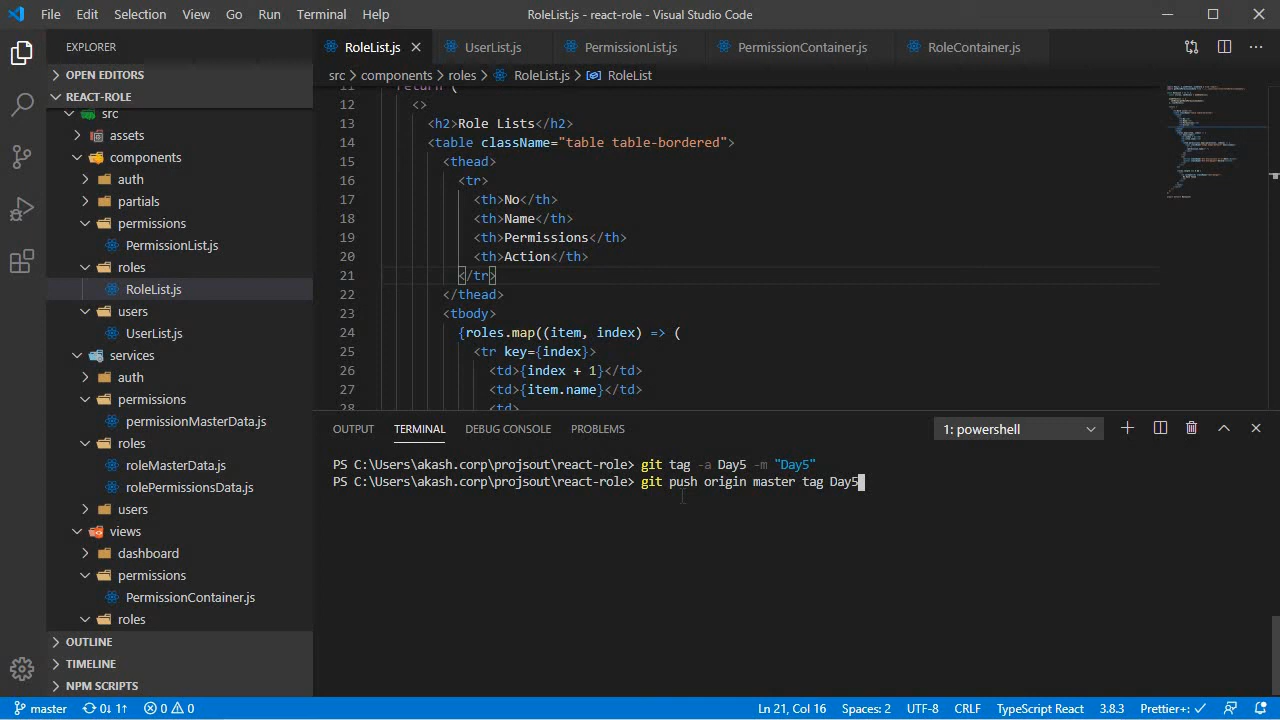 File Edit Selection View Go Run Terminal Help RoleList.js - react-role - Visual Studio Code
EXPLORER
RoleList.js UserList.js PermissionList.js PermissionContainer.js RoleContainer.js
OPEN EDITORS
REACT-ROLE
src
assets
components
auth
partials
permissions
PermissionList.js
roles
RoleList.js
users
UserList.js
services
auth
permissions
permissionMasterData.js
roles
roleMasterData.js
rolePermissionsData.js
users
views
dashboard
permissions
PermissionContainer.js
roles
OUTLINE
TIMELINE
NPM SCRIPTS
src > components > roles > RoleList.js > RoleList
11 return (
12 <>
13 <h2>Role Lists</h2>
14 <table className="table table-bordered">
15 <thead>
16 <tr>
17 <th>No</th>
18 <th>Name</th>
19 <th>Permissions</th>
20 <th>Action</th>
21 </tr>
22 </thead>
23 <tbody>
24 {roles.map((item, index) => (
25 <tr key={index}>
26 <td>{index + 1}</td>
27 <td>{item.name}</td>
28 <td>
OUTPUT TERMINAL DEBUG CONSOLE PROBLEMS 1: powershell
PS C:\Users\akash.corp\projsout\react-role> git tag -a Day5 -m "Day5"
PS C:\Users\akash.corp\projsout\react-role> git push origin master tag Day5
master 0↓ 1↑ 0 0 Ln 21, Col 16 Spaces: 2 UTF-8 CRLF TypeScript React 3.8.3 Prettier+: ✓